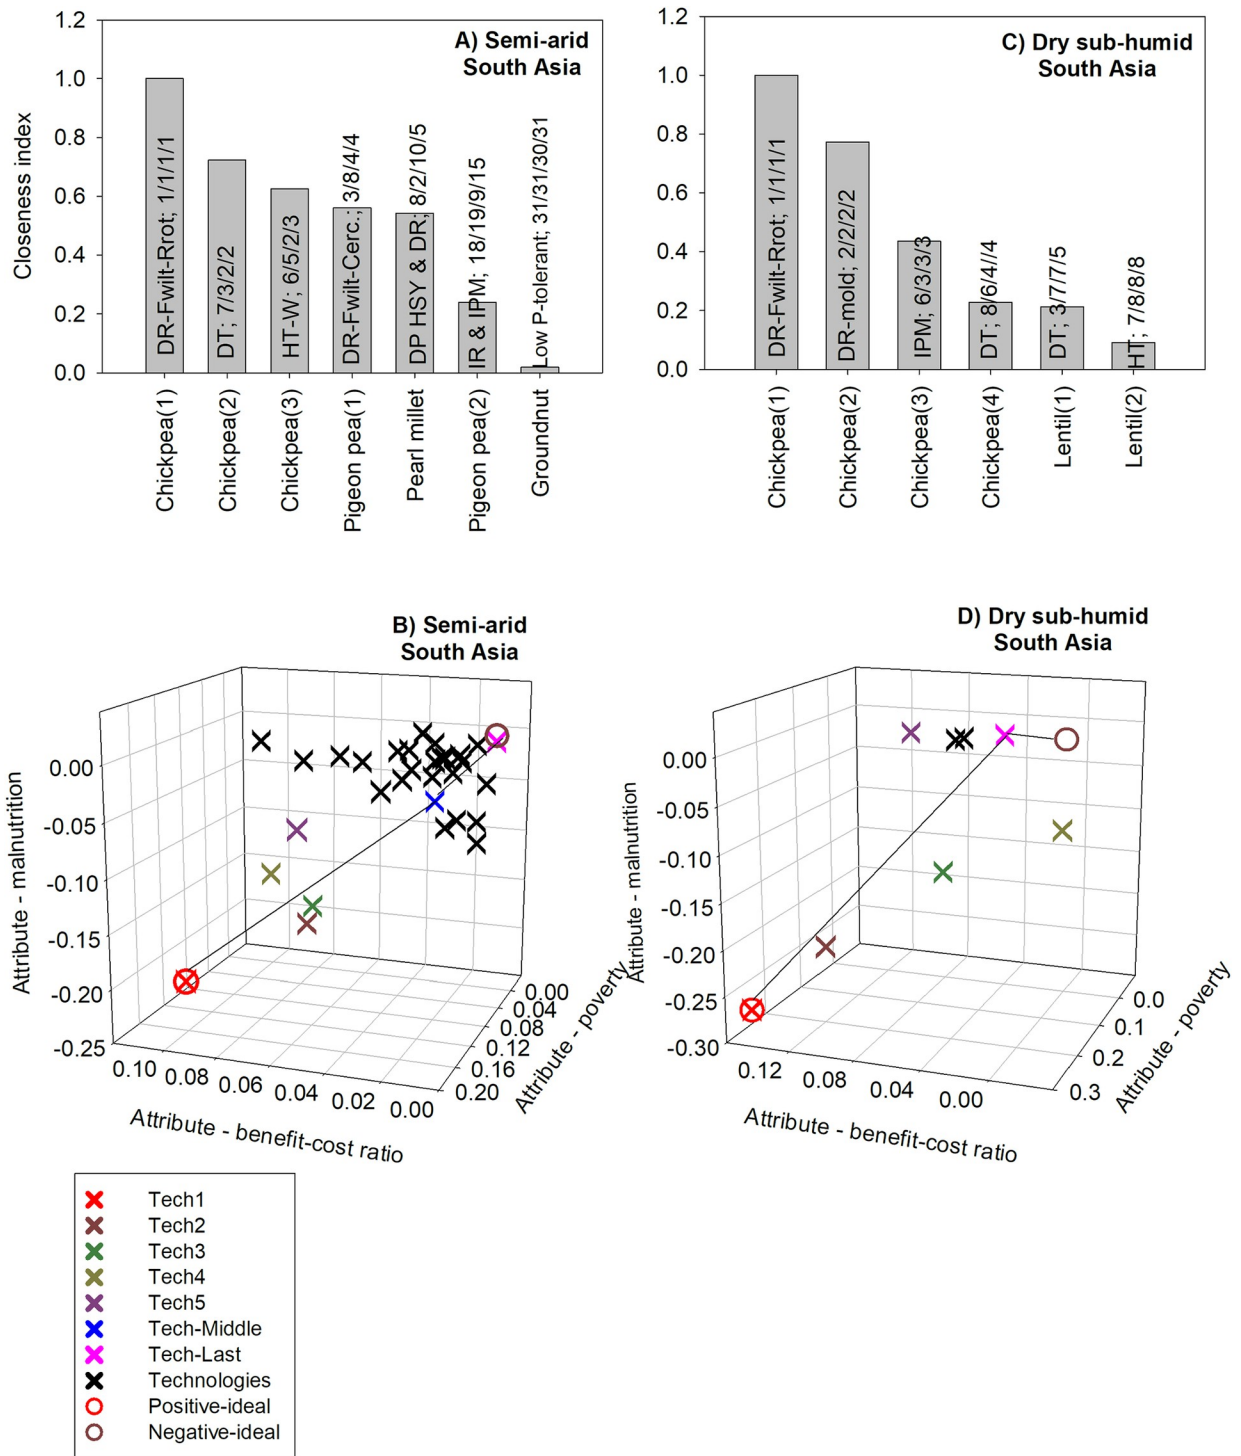 A) Semi-arid
South Asia
Closeness index
1.2
1.0
0.8
0.6
0.4
0.2
0.0
DR-Fwilt-Rrot; 1/1/1/1
DT; 7/3/2/2
HT-W; 6/5/2/3
DR-Fwilt-Cerc.; 3/8/4/4
DP HSY & DR; 8/2/10/5
IR & IPM; 18/19/9/15
Low P-tolerant; 31/31/30/31
Chickpea(1)
Chickpea(2)
Chickpea(3)
Pigeon pea(1)
Pearl millet
Pigeon pea(2)
Groundnut
C) Dry sub-humid
South Asia
1.2
1.0
0.8
0.6
0.4
0.2
0.0
DR-Fwilt-Rrot; 1/1/1/1
DR-mold; 2/2/2/2
IPM; 6/3/3/3
DT; 8/6/4//4
DT; 3/7/7/5
HT; 7/8/8/8
Chickpea(1)
Chickpea(2)
Chickpea(3)
Chickpea(4)
Lentil(1)
Lentil(2)
B) Semi-arid
South Asia
Attribute - malnutrition
0.00
-0.05
-0.10
-0.15
-0.20
-0.25
0.10
0.08
0.06
0.04
0.02
0.00
Attribute - benefit-cost ratio
0.00
0.04
0.08
0.12
0.16
0.20
Attribute - poverty
D) Dry sub-humid
South Asia
Attribute - malnutrition
0.00
-0.05
-0.10
-0.15
-0.20
-0.25
-0.30
0.12
0.08
0.04
0.00
Attribute - benefit-cost ratio
0.0
0.1
0.2
0.3
Attribute - poverty
Tech1
Tech2
Tech3
Tech4
Tech5
Tech-Middle
Tech-Last
Technologies
Positive-ideal
Negative-ideal